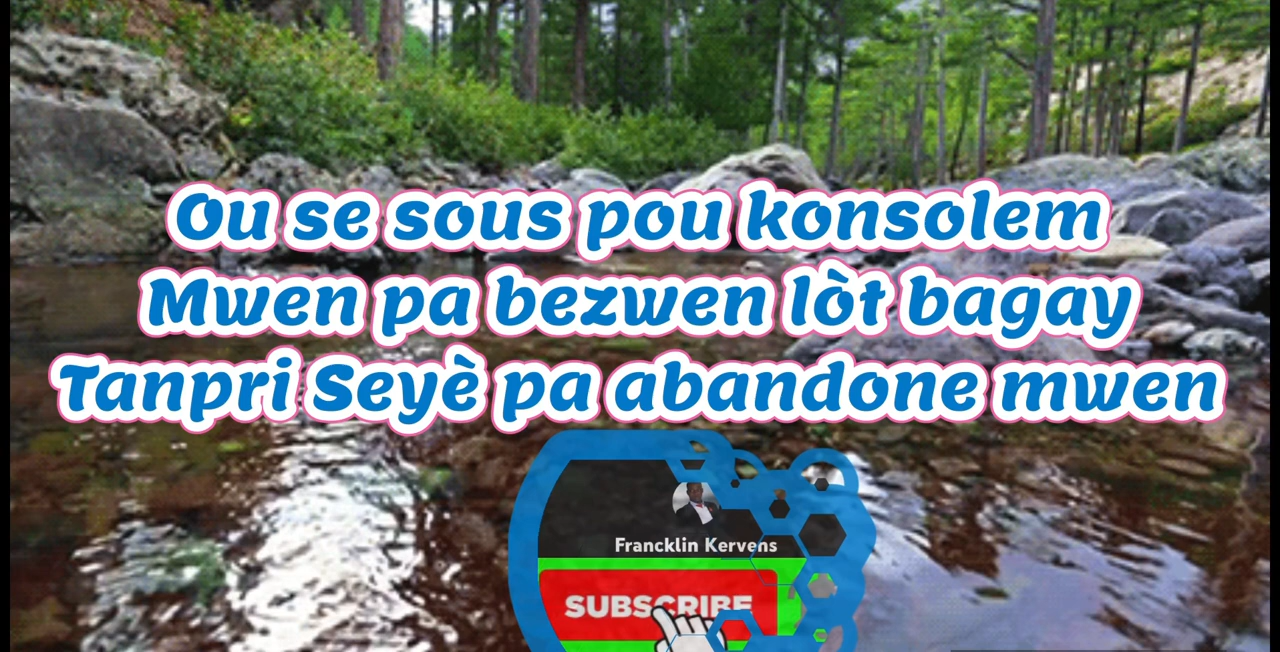 Ou se sous pou konsolem
Mwen pa bezwen lòt bagay
Tanpri Seyè pa abandone mwen
Francklin Kervens
SUBSCRIBE